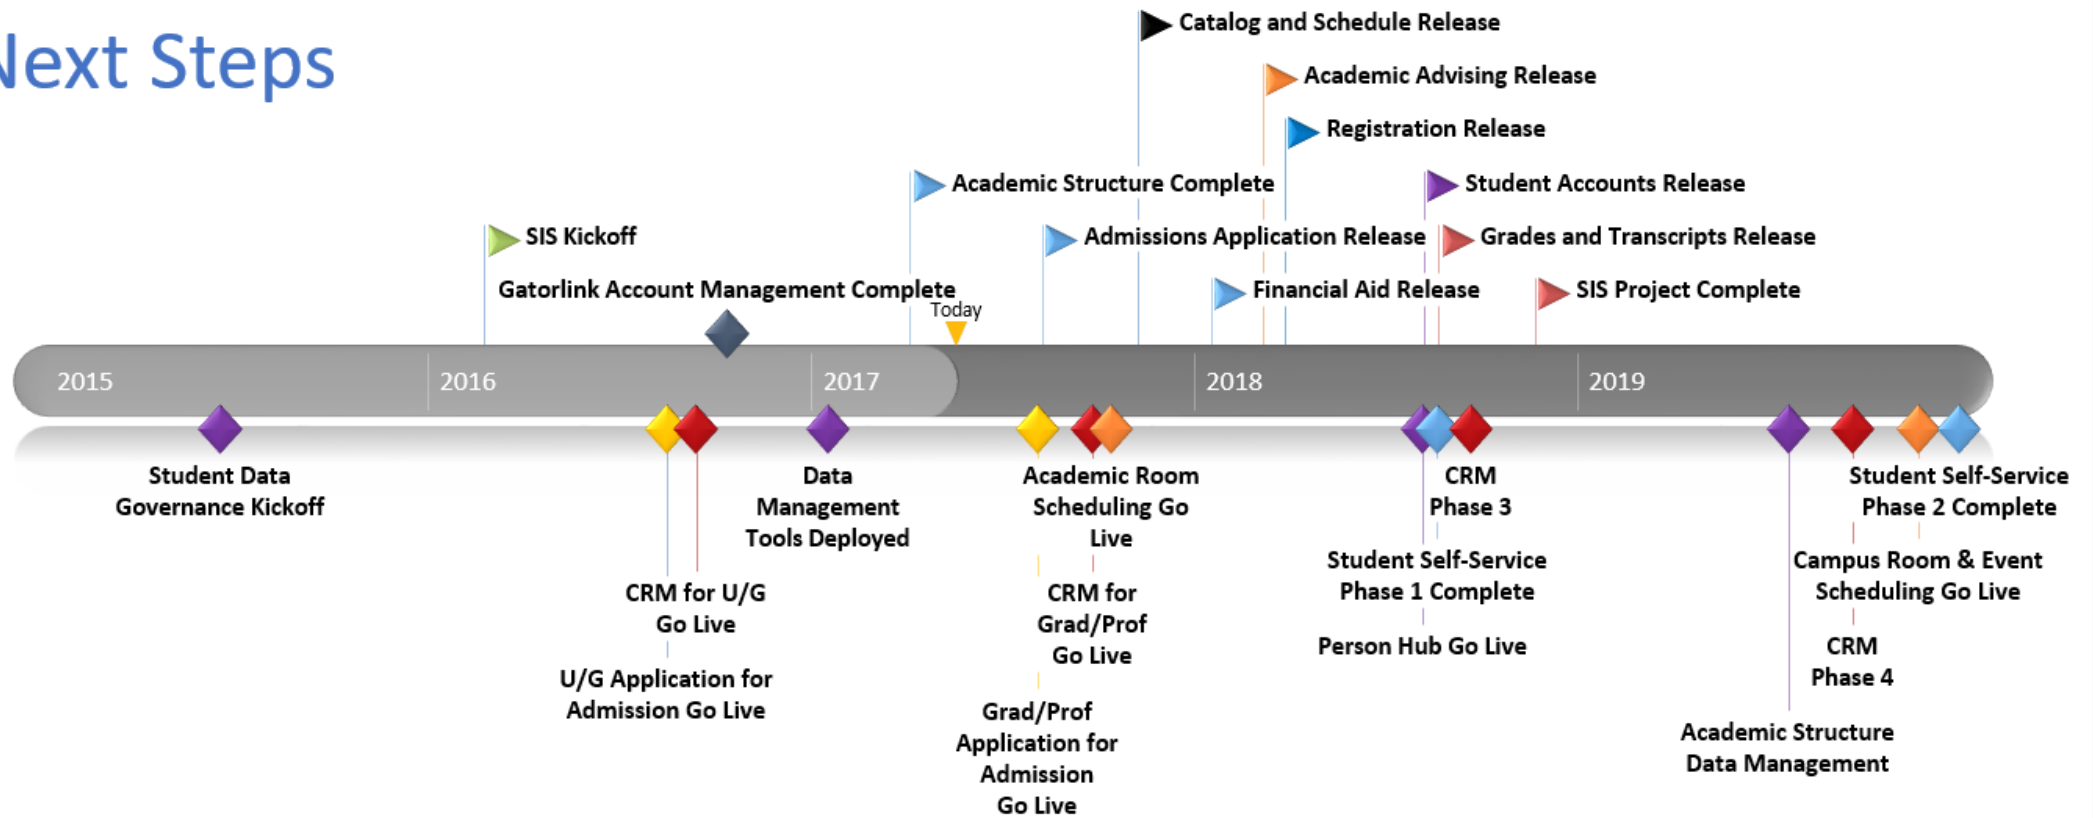 Next Steps
Catalog and Schedule Release
Academic Advising Release
Registration Release
Academic Structure Complete
Student Accounts Release
SIS Kickoff
Admissions Application Release
Grades and Transcripts Release
Gatorlink Account Management Complete
Financial Aid Release
SIS Project Complete
Today
2015
2016
2017
2018
2019
Student Data
Governance Kickoff
CRM for U/G
Go Live
U/G Application for
Admission Go Live
Data
Management
Tools Deployed
Academic Room
Scheduling Go
Live
CRM for
Grad/Prof
Go Live
Grad/Prof
Application for
Admission
Go Live
CRM
Phase 3
Student Self-Service
Phase 1 Complete
Person Hub Go Live
Student Self-Service
Phase 2 Complete
Campus Room & Event
Scheduling Go Live
CRM
Phase 4
Academic Structure
Data Management